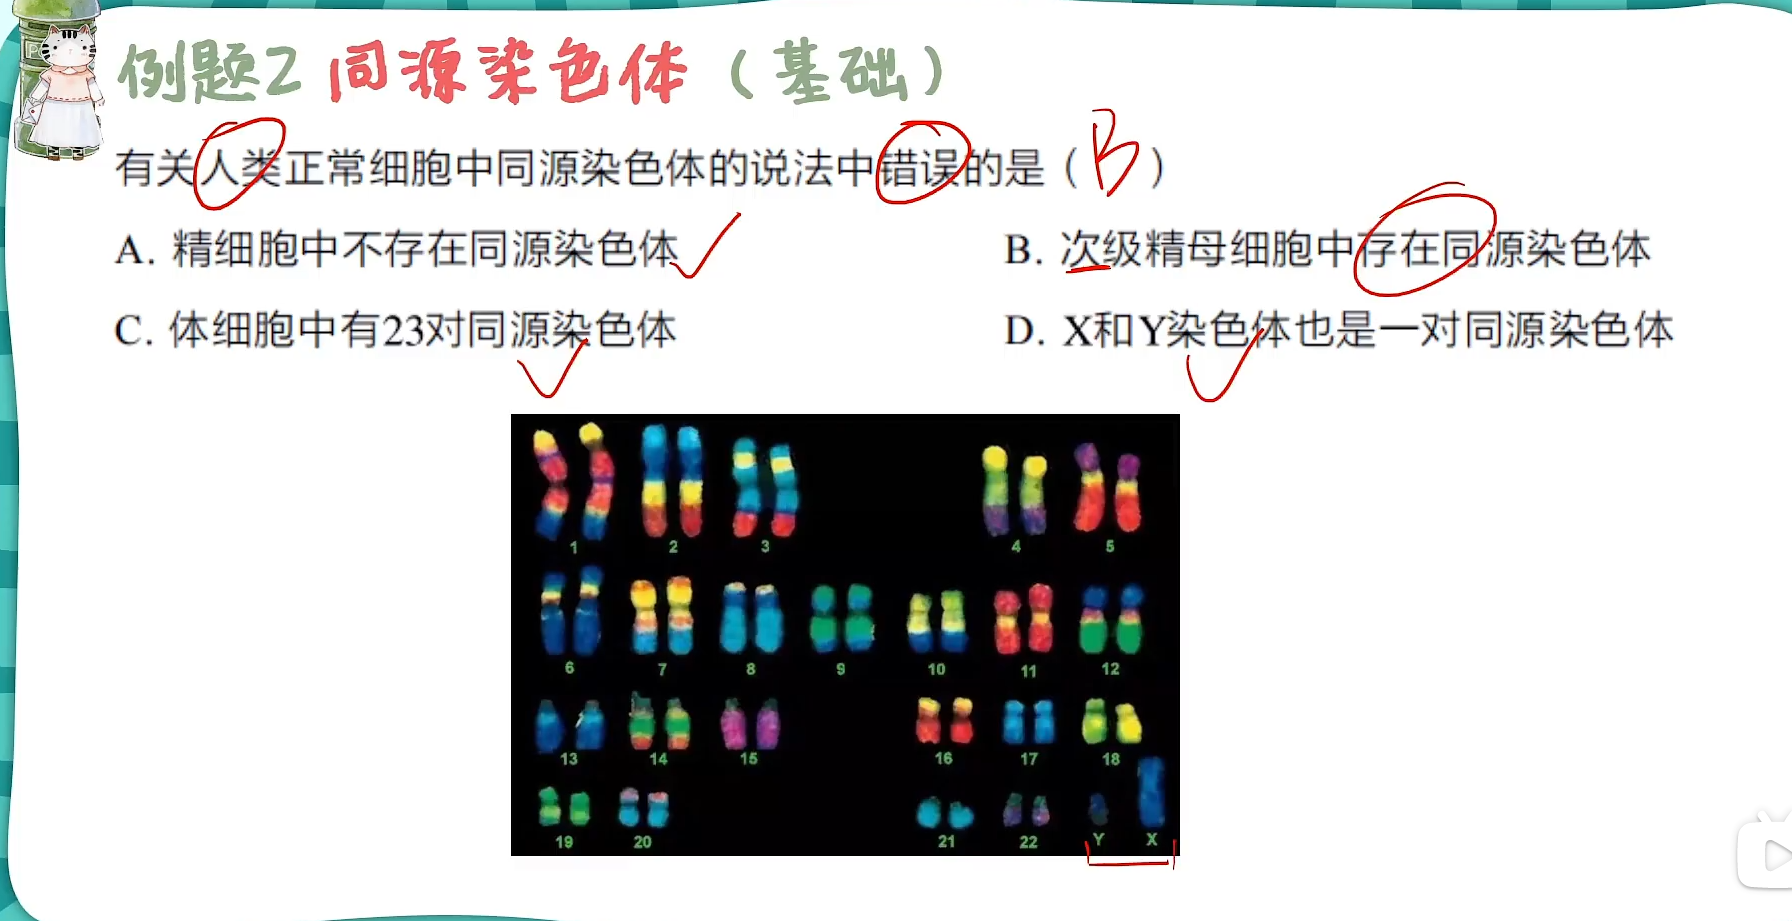 例题2 同源染色体（基础）
有关人类正常细胞中同源染色体的说法中错误的是（B）
A. 精细胞中不存在同源染色体
B. 次级精母细胞中存在同源染色体
C. 体细胞中有23对同源染色体
D. X和Y染色体也是一对同源染色体
1 2 3 4 5
6 7 8 9 10 11 12
13 14 15 16 17 18
19 20 21 22 Y X